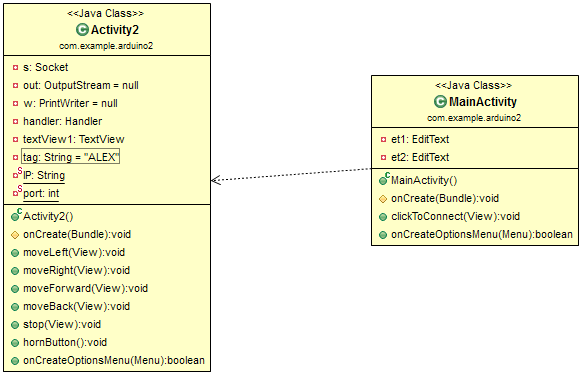 <<Java Class>>
Activity2
com.example.arduino2
s: Socket
out: OutputStream = null
w: PrintWriter = null
handler: Handler
textView1: TextView
tag: String = "ALEX"
IP: String
port: int
Activity2()
onCreate(Bundle):void
moveLeft(View):void
moveRight(View):void
moveForward(View):void
moveBack(View):void
stop(View):void
hornButton():void
onCreateOptionsMenu(Menu):boolean
<<Java Class>>
MainActivity
com.example.arduino2
et1: EditText
et2: EditText
MainActivity()
onCreate(Bundle):void
clickToConnect(View):void
onCreateOptionsMenu(Menu):boolean